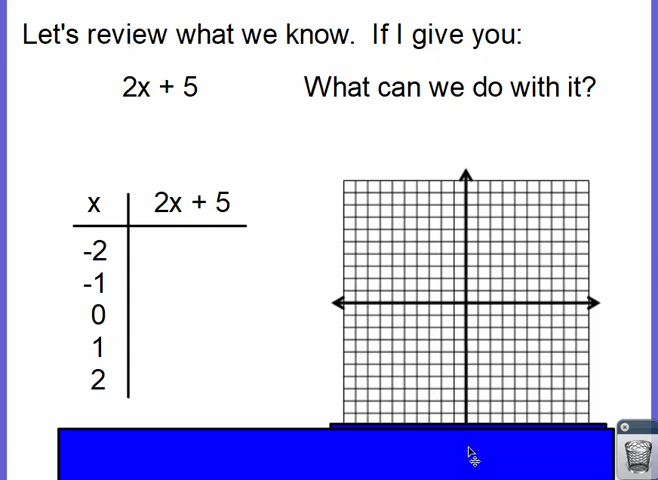 Let's review what we know.  If I give you:
2x + 5    What can we do with it?
x    2x + 5
-2
-1
0
1
2